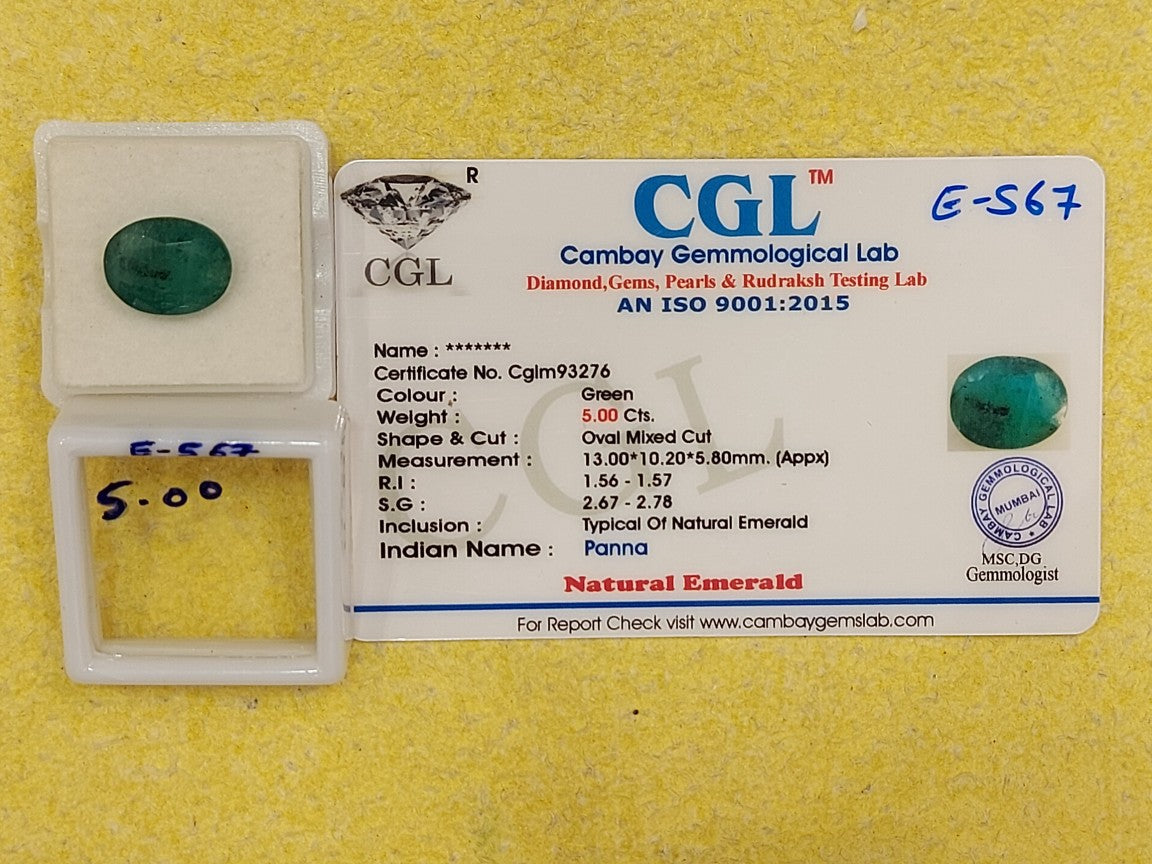 E-567
5.00
R
CGL
CGL™
Cambay Gemmological Lab
Diamond,Gems, Pearls & Rudraksh Testing Lab
AN ISO 9001:2015
E-567
Name : *******
Certificate No. Cglm93276
Colour : Green
Weight : 5.00 Cts.
Shape & Cut : Oval Mixed Cut
Measurement : 13.00*10.20*5.80mm. (Appx)
R.I : 1.56 - 1.57
S.G : 2.67 - 2.78
Inclusion : Typical Of Natural Emerald
Indian Name : Panna
Natural Emerald
CGL
CAMBAY GEMMOLOGICAL LAB
MUMBAI
MSC,DG
Gemmologist
For Report Check visit www.cambaygemslab.com